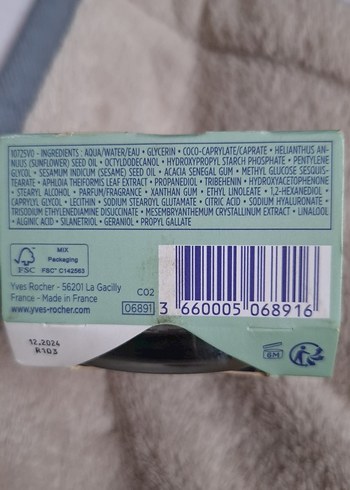 10725V0 - INGREDIENTS : AQUA/WATER/EAU • GLYCERIN • COCO-CAPRYLATE/CAPRATE • HELIANTHUS AN-
NUUS (SUNFLOWER) SEED OIL • OCTYLDODECANOL • HYDROXYPROPYL STARCH PHOSPHATE • PENTYLENE
GLYCOL • SESAMUM INDICUM (SESAME) SEED OIL • ACACIA SENEGAL GUM • METHYL GLUCOSE SESQUIS-
TEARATE • APHLOIA THEIFORMIS LEAF EXTRACT • PROPANEDIOL • TRIBEHENIN • HYDROXYACETOPHENONE
• STEARYL ALCOHOL • PARFUM/FRAGRANCE • XANTHAN GUM • ETHYL LINOLEATE • 1,2-HEXANEDIOL •
CAPRYLYL GLYCOL • LECITHIN • SODIUM STEAROYL GLUTAMATE • CITRIC ACID • SODIUM HYALURONATE •
TRISODIUM ETHYLENEDIAMINE DISUCCINATE • MESEMBRYANTHEMUM CRYSTALLINUM EXTRACT • LINALOOL
• ALGINIC ACID • SILANETRIOL • GERANIOL • PROPYL GALLATE
FSC
MIX
Packaging
FSC® C142563
Yves Rocher - 56201 La Gacilly
France - Made in France
www.yves-rocher.com
CO2
06891
3 660005 068916
12.2024
R103
6M